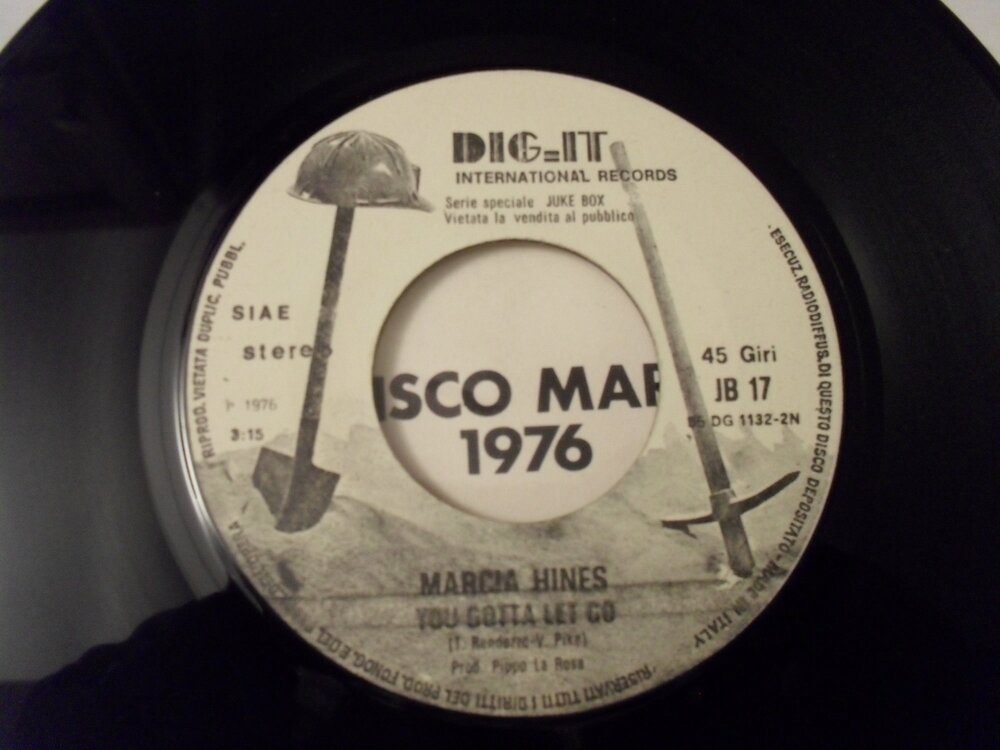 DIG-IT
INTERNATIONAL RECORDS
Serie speciale JUKE BOX
Vietata la vendita al pubblico
SIAE
stereo
P 1976
3:15
45 Giri
JB 17
DG 1132-2N
ISCO MAR
1976
MARCIA HINES
YOU GOTTA LET GO
Prod. Pippo La Rosa
RIPROD. VIETATA DUPLIC. PUBBL.
ESECUZ. RADIODIFFUS. DI QUESTO DISCO DEPOSITATO - MADE IN ITALY
RISERVATI TUTTI I DIRITTI DEL PROD. FONOG. E DEL